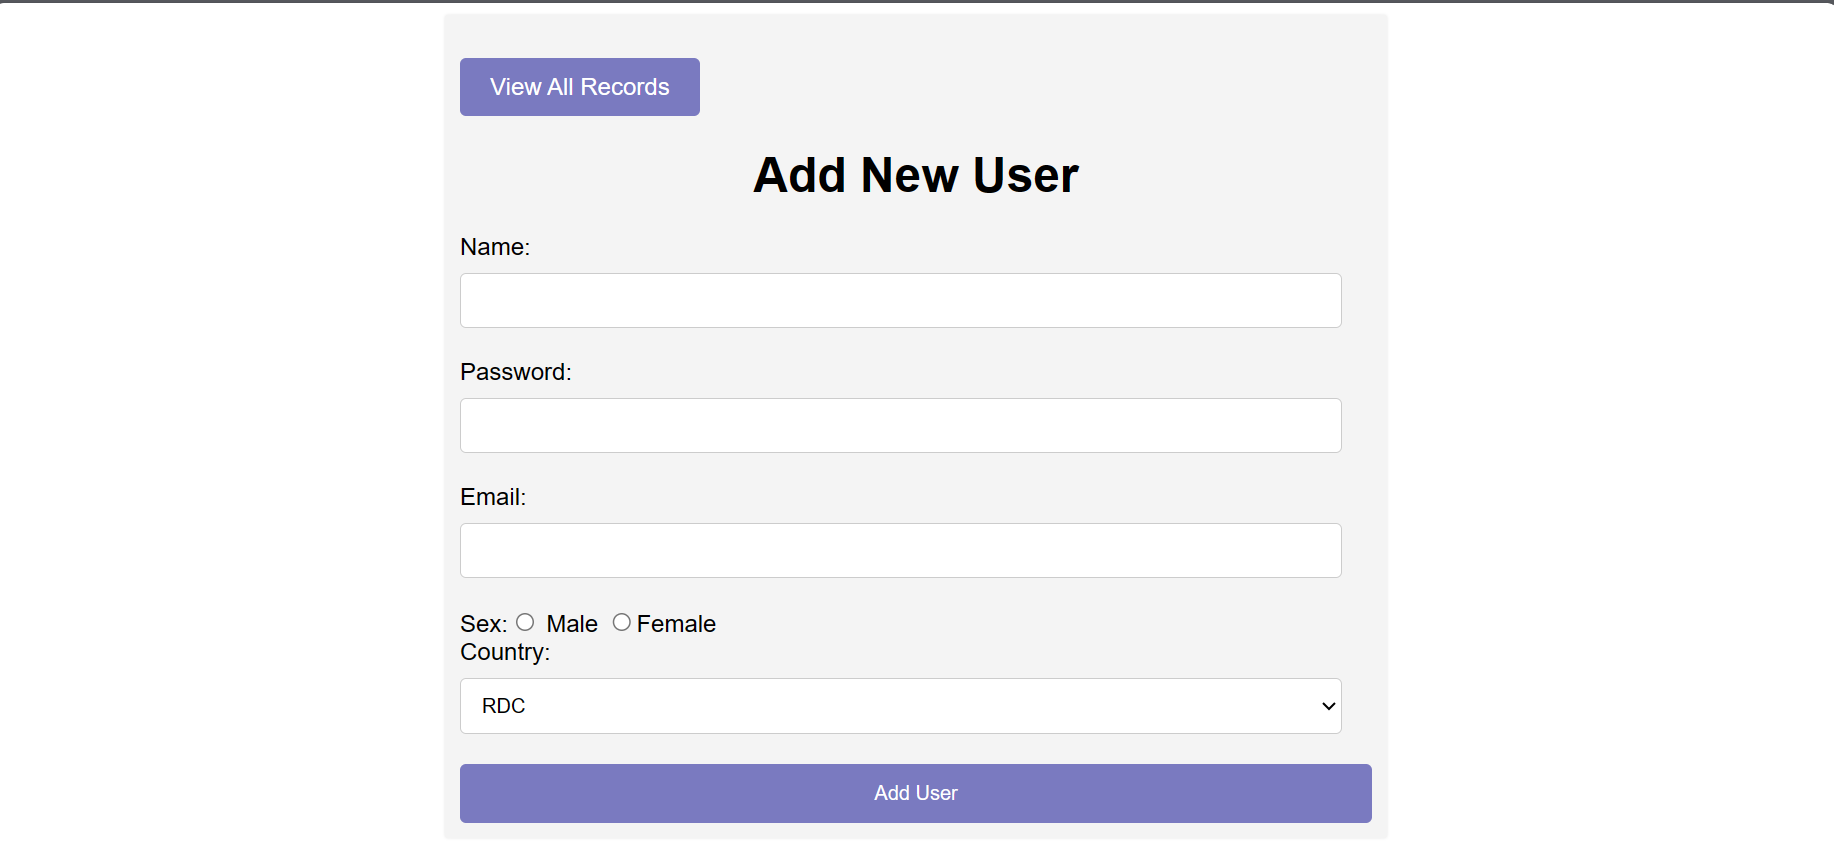 View All Records
Add New User
Name:
Password:
Email:
Sex: Male Female
Country:
RDC
Add User